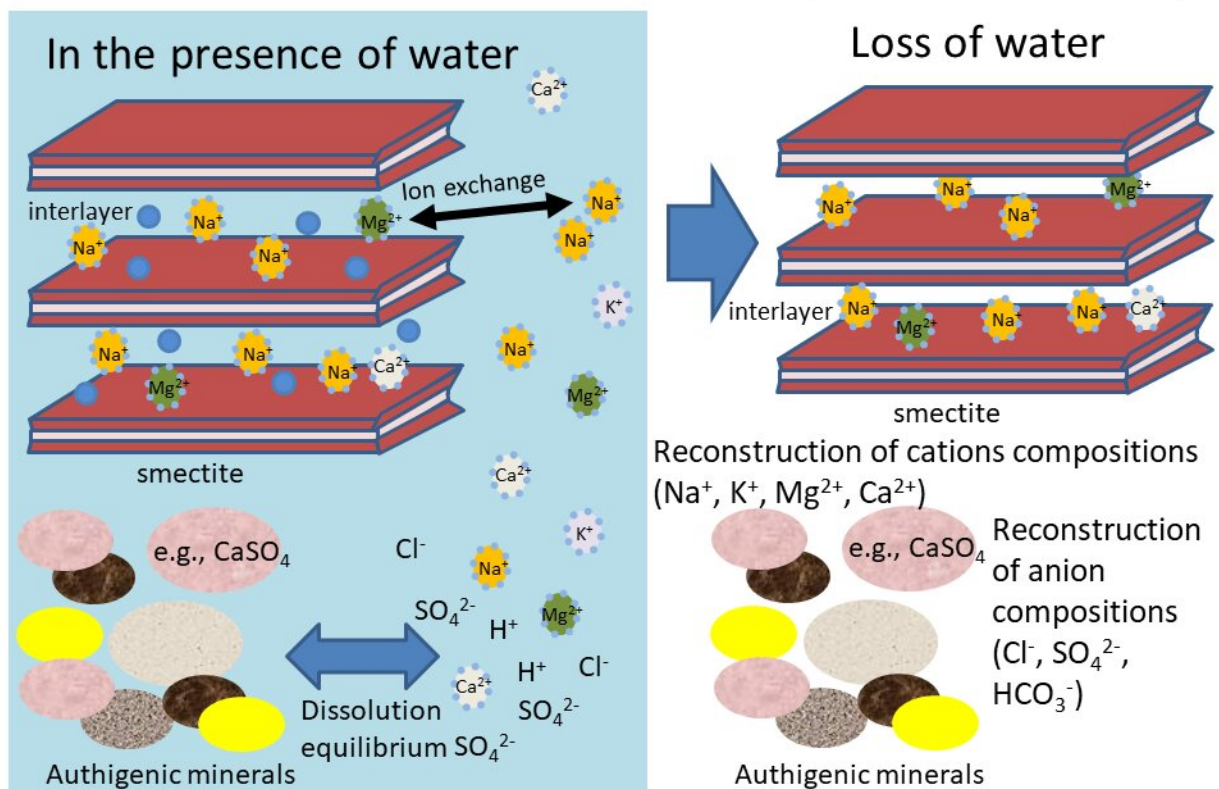 In the presence of water
Ca²⁺
Ion exchange
interlayer
Na⁺
Mg²⁺
Na⁺
Na⁺
Na⁺
Na⁺
K⁺
Na⁺
Na⁺
Na⁺
Na⁺
Ca²⁺
Mg²⁺
Mg²⁺
smectite
Ca²⁺
K⁺
e.g., CaSO₄
Cl⁻
Na⁺
SO₄²⁻
Mg²⁺
H⁺
H⁺
Cl⁻
Ca²⁺
SO₄²⁻
Dissolution
equilibrium
SO₄²⁻
Authigenic minerals
Loss of water
Na⁺
Na⁺
Mg²⁺
Na⁺
interlayer
Na⁺
Mg²⁺
Na⁺
Na⁺
Ca²⁺
smectite
Reconstruction of cations compositions
(Na⁺, K⁺, Mg²⁺, Ca²⁺)
e.g., CaSO₄
Reconstruction
of anion
compositions
(Cl⁻, SO₄²⁻,
HCO₃⁻)
Authigenic minerals